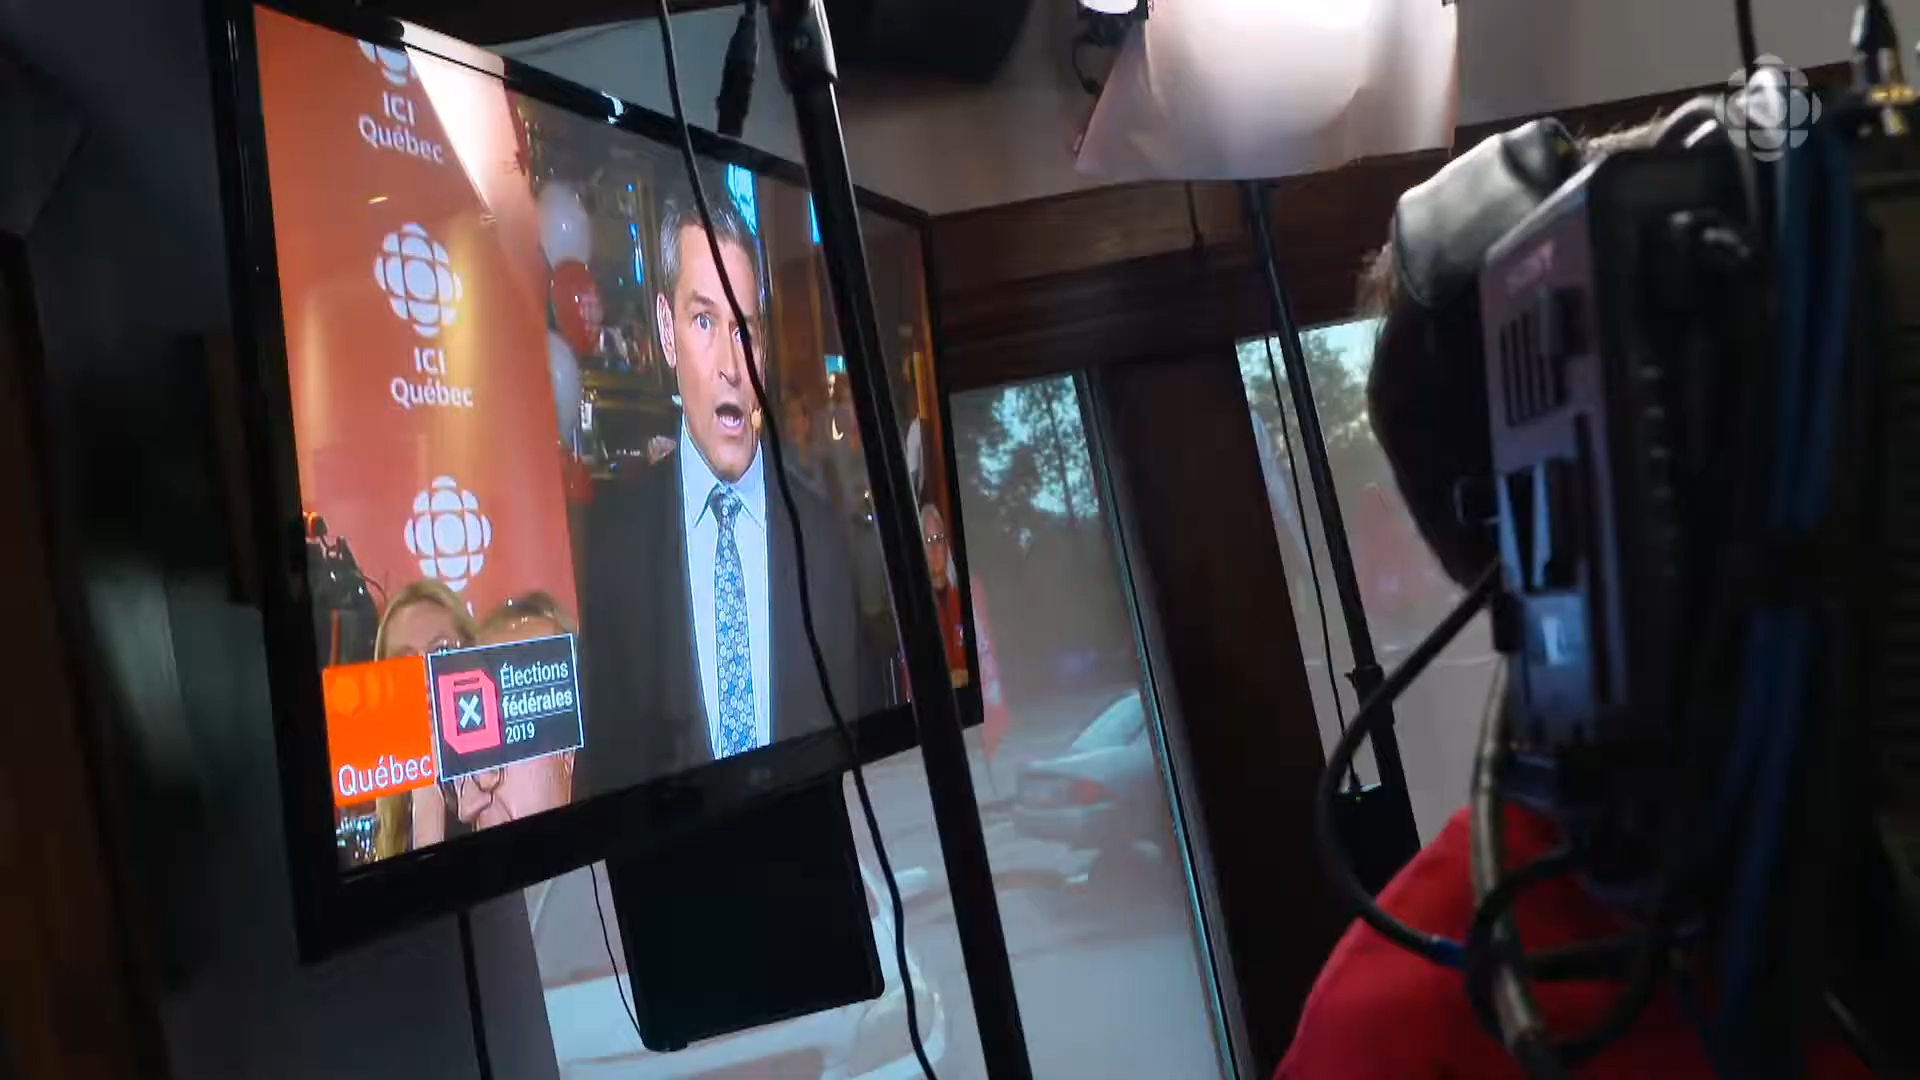 ICI
Québec
ICI
Québec
Québec
Élections
fédérales
2019